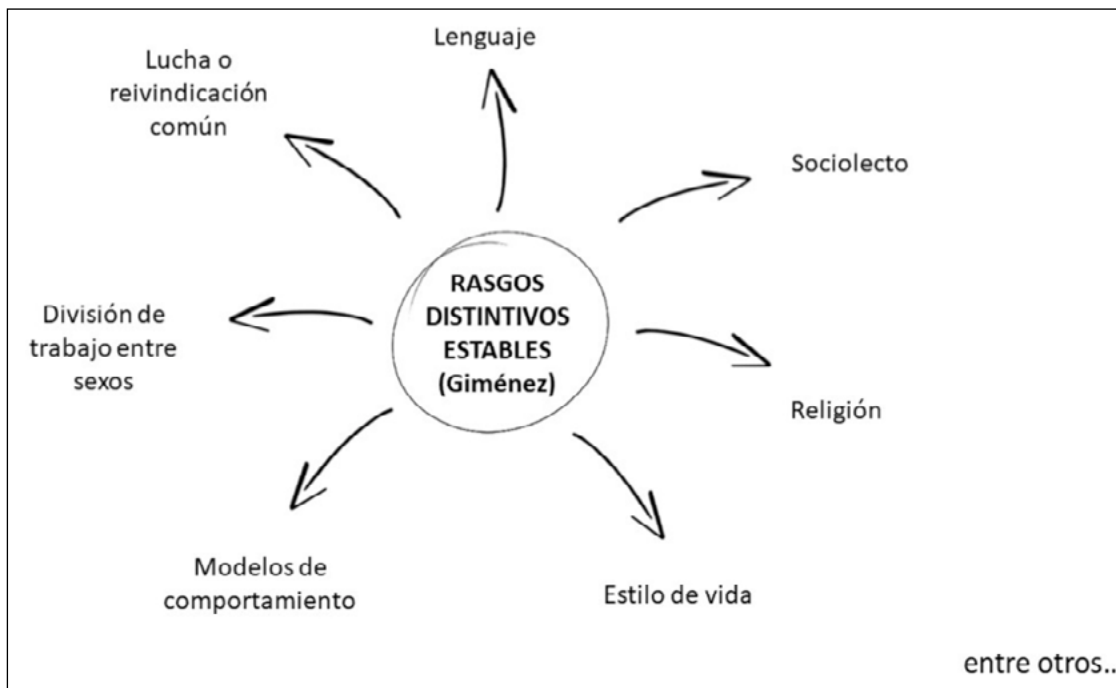 Lenguaje
Lucha o
reivindicación
común
Sociolecto
RASGOS
DISTINTIVOS
ESTABLES
(Giménez)
División de
trabajo entre
sexos
Religión
Modelos de
comportamiento
Estilo de vida
entre otros..